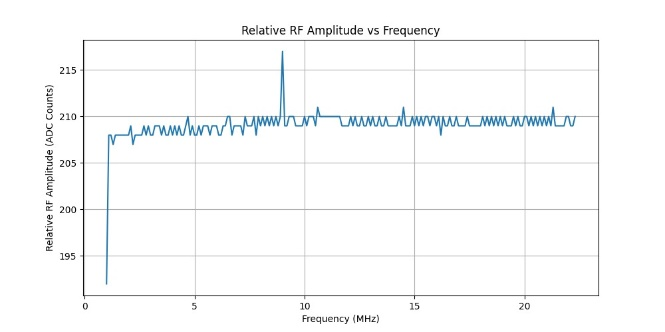 Relative RF Amplitude vs Frequency
Relative RF Amplitude (ADC Counts)
215
210
205
200
195
0 5 10 15 20
Frequency (MHz)